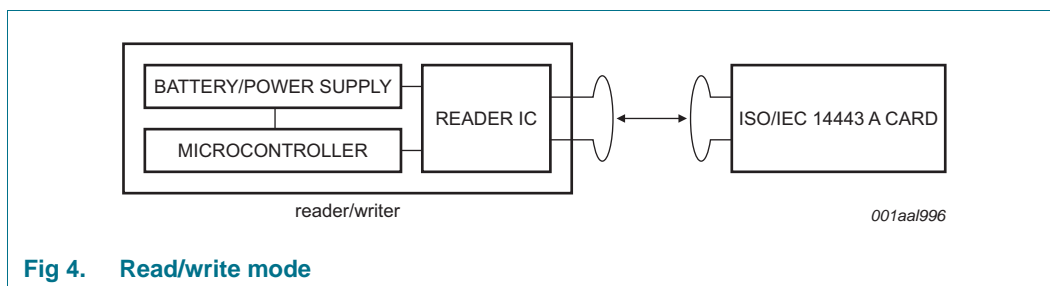 BATTERY/POWER SUPPLY
MICROCONTROLLER
READER IC
ISO/IEC 14443 A CARD
reader/writer
001aal996
Fig 4. Read/write mode